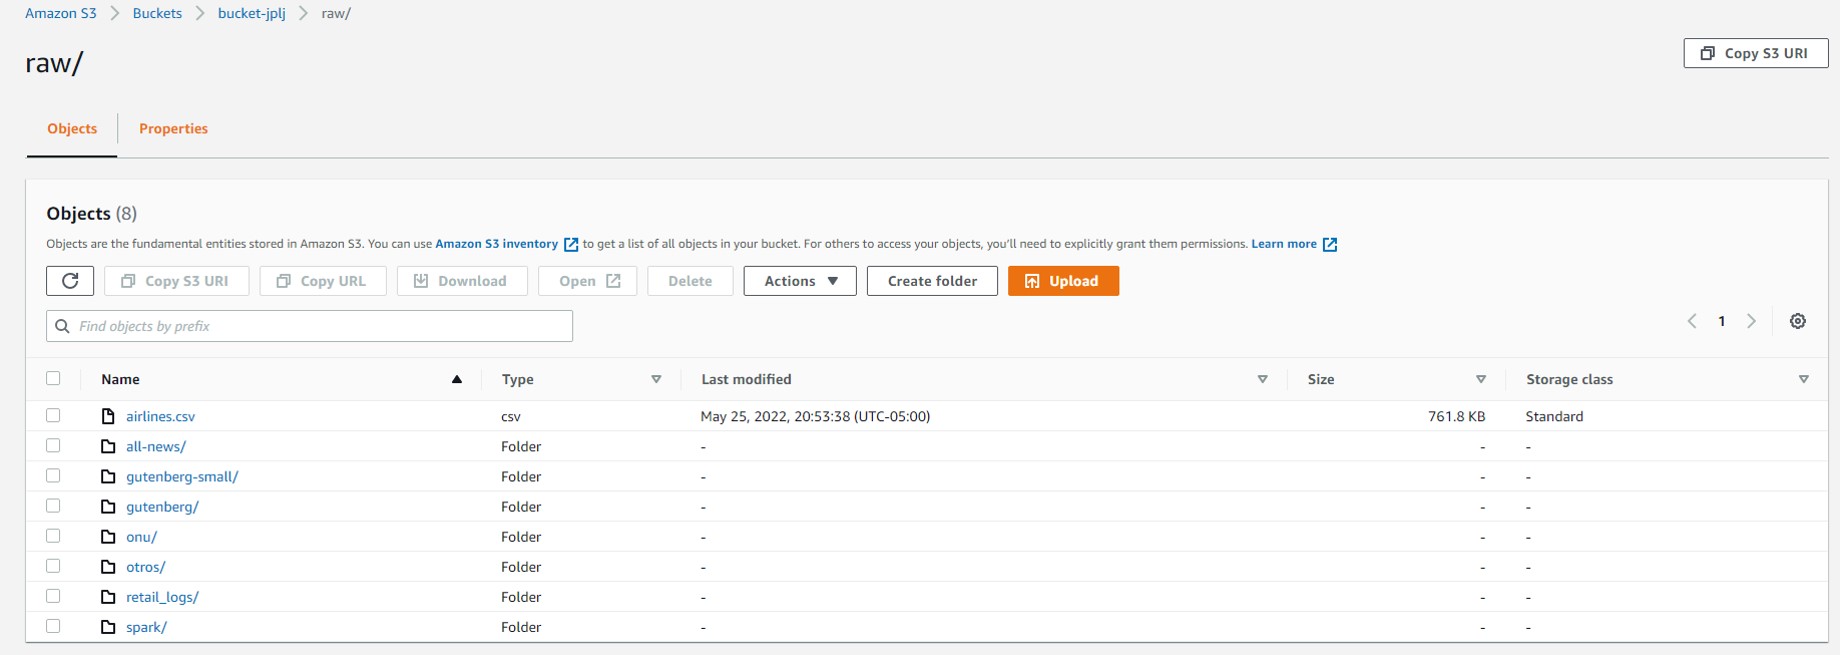 Amazon S3 > Buckets > bucket-jplj > raw/
raw/
Copy S3 URI
Objects Properties
Objects (8)
Objects are the fundamental entities stored in Amazon S3. You can use Amazon S3 inventory to get a list of all objects in your bucket. For others to access your objects, you'll need to explicitly grant them permissions. Learn more
Copy S3 URI Copy URL Download Open Delete Actions Create folder Upload
Find objects by prefix
1
Name Type Last modified Size Storage class
airlines.csv csv May 25, 2022, 20:53:38 (UTC-05:00) 761.8 KB Standard
all-news/ Folder - - -
gutenberg-small/ Folder - - -
gutenberg/ Folder - - -
onu/ Folder - - -
otros/ Folder - - -
retail_logs/ Folder - - -
spark/ Folder - - -